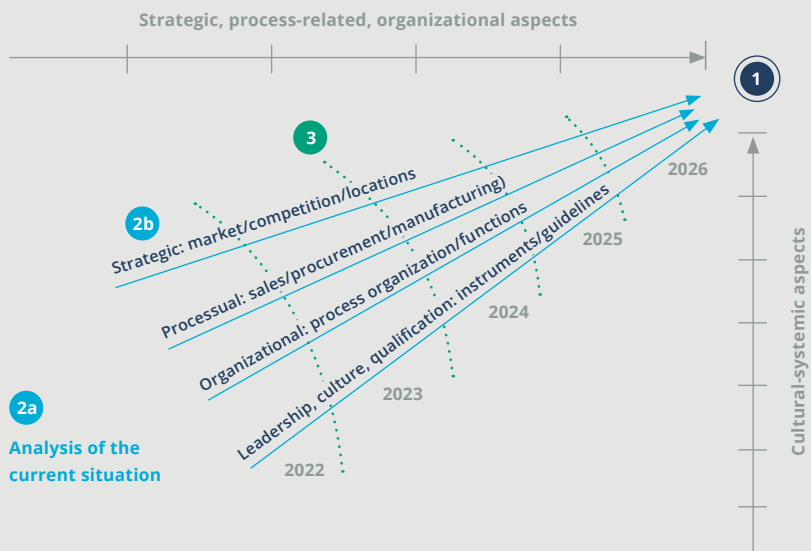 Strategic, process-related, organizational aspects
1
3
2026
2b
Strategic: market/competition/locations
Processual: sales/procurement/manufacturing)
2025
Organizational: process organization/functions
Leadership, culture, qualification: instruments/guidelines
2024
Cultural-systemic aspects
2023
2a
Analysis of the
current situation
2022